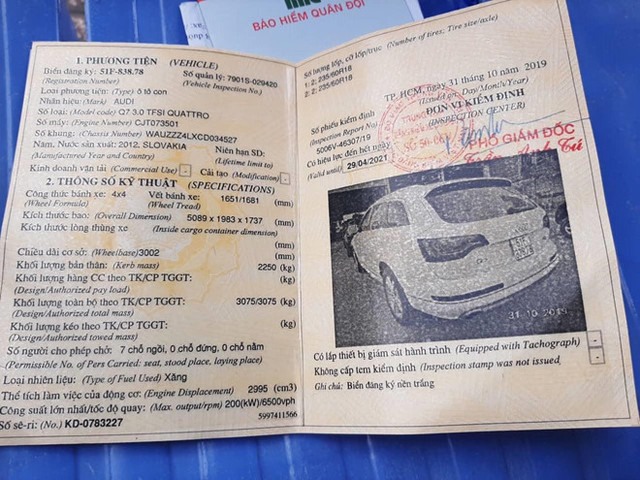 BẢO HIỂM QUÂN ĐỘI
1. PHƯƠNG TIỆN (VEHICLE)
Biển đăng ký: 51F-838.78 Số quản lý: 7901S-029420
(Registration Number) (Vehicle Inspection No.)
Loại phương tiện: (Type) ô tô con
Nhãn hiệu: (Mark) AUDI
Số loại: (Model code) Q7 3.0 TFSI QUATTRO
Số máy: (Engine Number) CJT073501
Số khung: (Chassis Number) WAUZZZ4LXCD034527
Năm, Nước sản xuất: 2012, SLOVAKIA Niên hạn SD:
(Manufactured Year and Country) (Lifetime limit to)
Kinh doanh vận tải (Commercial Use) - Cải tạo (Modification) -
2. THÔNG SỐ KỸ THUẬT (SPECIFICATIONS)
Công thức bánh xe: 4x4 Vết bánh xe: 1651/1681 (mm)
(Wheel Formula) (Wheel Tread)
Kích thước bao: (Overall Dimension) 5089 x 1983 x 1737 (mm)
Kích thước lòng thùng xe (Inside cargo container dimension)
(mm)
Chiều dài cơ sở: (Wheelbase) 3002 (mm)
Khối lượng bản thân: (Kerb mass) 2250 (kg)
Khối lượng hàng CC theo TK/CP TGGT: (kg)
(Design/Authorized pay load)
Khối lượng toàn bộ theo TK/CP TGGT: 3075/3075 (kg)
(Design/Authorized total mass)
Khối lượng kéo theo TK/CP TGGT: (kg)
(Design/Authorized towed mass)
Số người cho phép chở: 7 chỗ ngồi, 0 chỗ đứng, 0 chỗ nằm
(Permissible No. of Pers Carried: seat, stood place, laying place)
Loại nhiên liệu: (Type of Fuel Used) Xăng
Thể tích làm việc của động cơ: (Engine Displacement) 2995 (cm3)
Công suất lớn nhất/tốc độ quay: (Max. output/rpm) 200(kW)/6500vph
5997411566
Số sê-ri: (No.) KD-0783227
Số lượng lốp, cỡ lốp/trục (Number of tires; Tire size/axle)
1: 2; 235/60R18
2: 2; 235/60R18
TP. HCM, ngày 31 tháng 10 năm 2019
(Issued on: Day/Month/Year)
Số phiếu kiểm định ĐƠN VỊ KIỂM ĐỊNH
(Inspection Report No.) (INSPECTION CENTER)
5006V-46307/19
Có hiệu lực đến hết ngày PHÓ GIÁM ĐỐC
(Valid until) 29/04/2021
31 10 2019
Có lắp thiết bị giám sát hành trình (Equipped with Tachograph) -
Không cấp tem kiểm định (Inspection stamp was not issued) -
Ghi chú: Biển đăng ký nền trắng